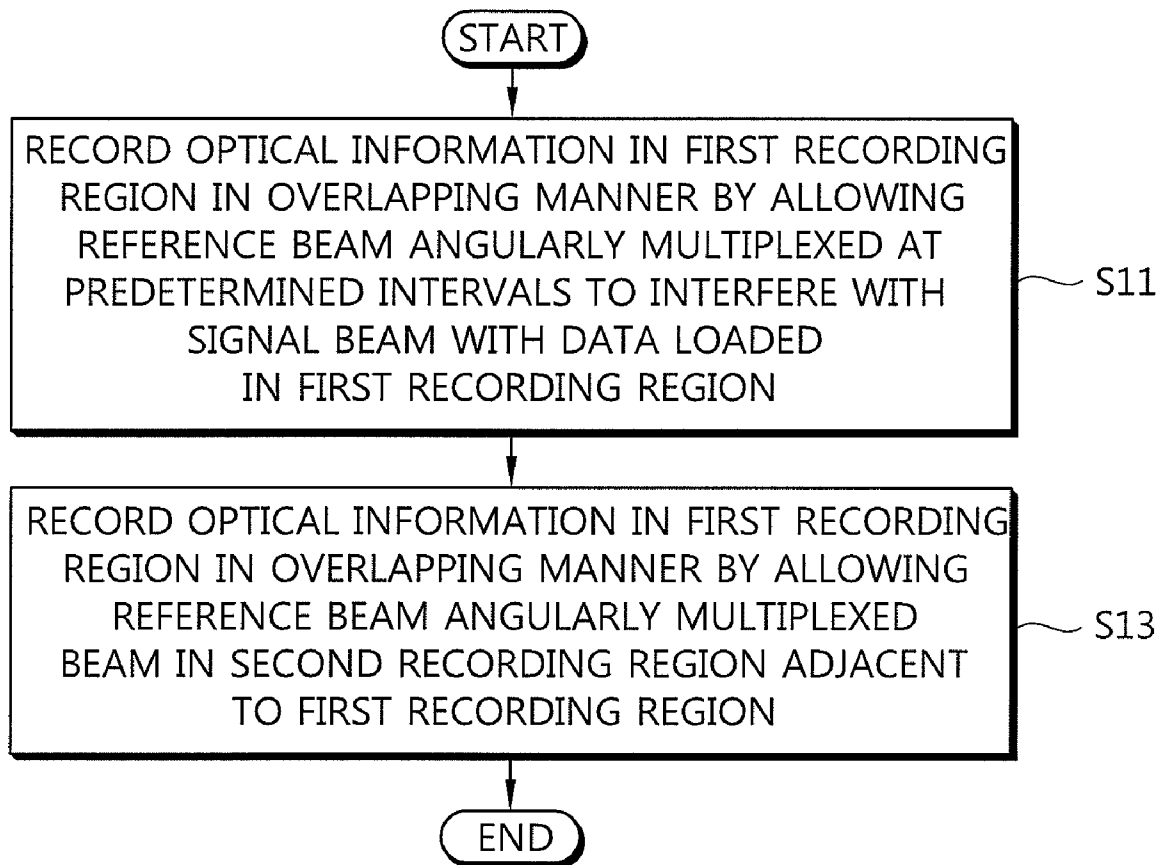 START
RECORD OPTICAL INFORMATION IN FIRST RECORDING
REGION IN OVERLAPPING MANNER BY ALLOWING
REFERENCE BEAM ANGULARLY MULTIPLEXED AT
PREDETERMINED INTERVALS TO INTERFERE WITH
SIGNAL BEAM WITH DATA LOADED
IN FIRST RECORDING REGION
S11
RECORD OPTICAL INFORMATION IN FIRST RECORDING
REGION IN OVERLAPPING MANNER BY ALLOWING
REFERENCE BEAM ANGULARLY MULTIPLEXED
BEAM IN SECOND RECORDING REGION ADJACENT
TO FIRST RECORDING REGION
S13
END